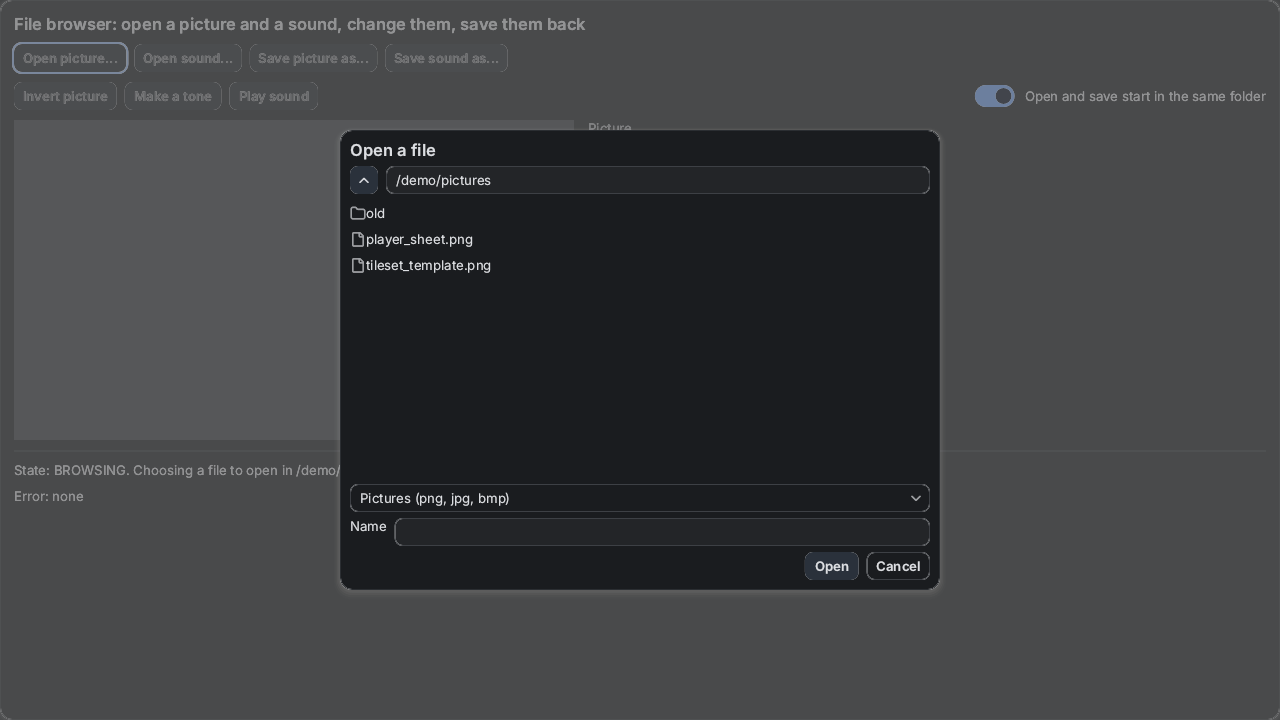 File browser: open a picture and a sound, change them, save them back
Open picture... Open sound... Save picture as... Save sound as...
Invert picture Make a tone Play sound Open and save start in the same folder
Picture
Open a file
/demo/pictures
old
player_sheet.png
tileset_template.png
State: BROWSING. Choosing a file to open in /demo/
Error: none
Pictures (png, jpg, bmp)
Name
Open Cancel